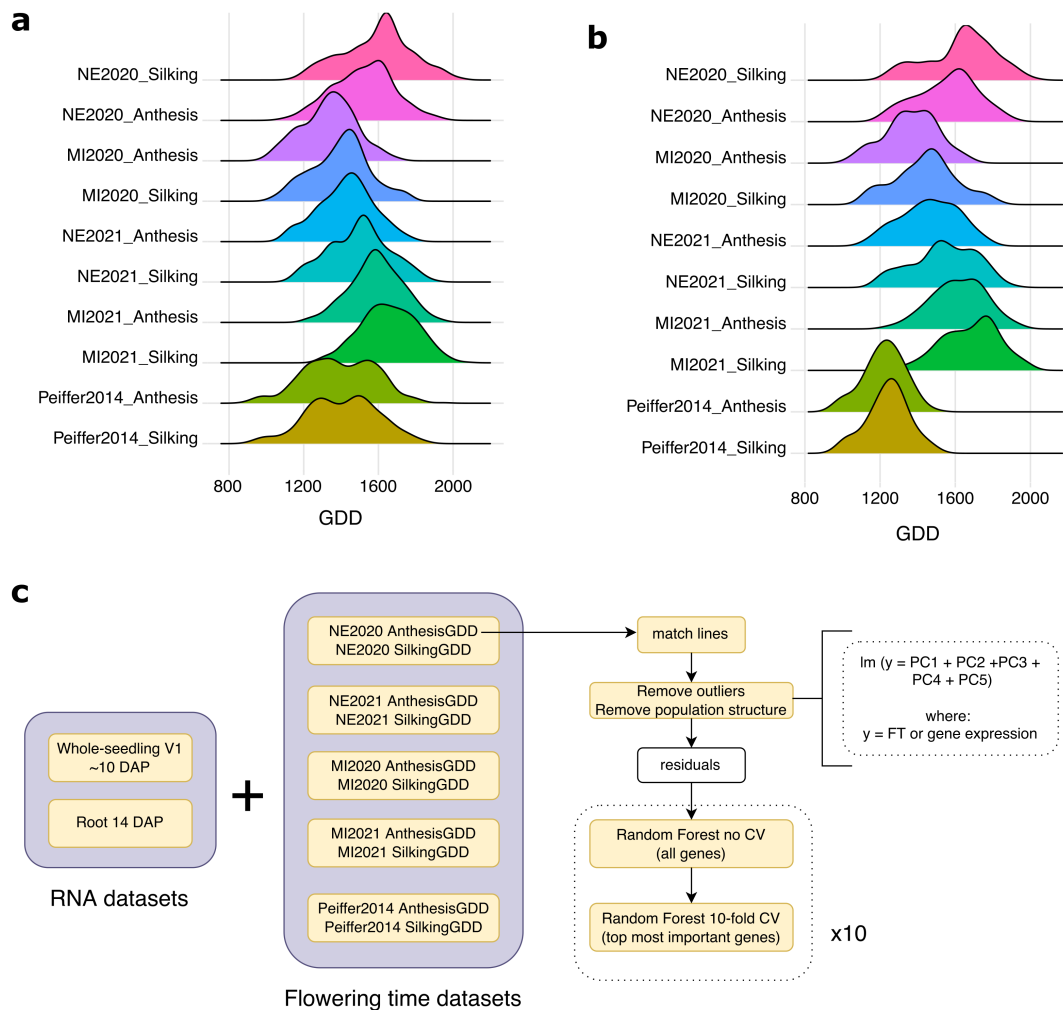 a
NE2020_Silking
NE2020_Anthesis
MI2020_Anthesis
MI2020_Silking
NE2021_Anthesis
NE2021_Silking
MI2021_Anthesis
MI2021_Silking
Peiffer2014_Anthesis
Peiffer2014_Silking
800 1200 1600 2000
GDD
b
NE2020_Silking
NE2020_Anthesis
MI2020_Anthesis
MI2020_Silking
NE2021_Anthesis
NE2021_Silking
MI2021_Anthesis
MI2021_Silking
Peiffer2014_Anthesis
Peiffer2014_Silking
800 1200 1600 2000
GDD
c
Whole-seedling V1
~10 DAP
Root 14 DAP
RNA datasets
+
NE2020 AnthesisGDD
NE2020 SilkingGDD
NE2021 AnthesisGDD
NE2021 SilkingGDD
MI2020 AnthesisGDD
MI2020 SilkingGDD
MI2021 AnthesisGDD
MI2021 SilkingGDD
Peiffer2014 AnthesisGDD
Peiffer2014 SilkingGDD
Flowering time datasets
match lines
Remove outliers
Remove population structure
lm (y = PC1 + PC2 +PC3 +
PC4 + PC5)
where:
y = FT or gene expression
residuals
Random Forest no CV
(all genes)
Random Forest 10-fold CV
(top most important genes)
x10